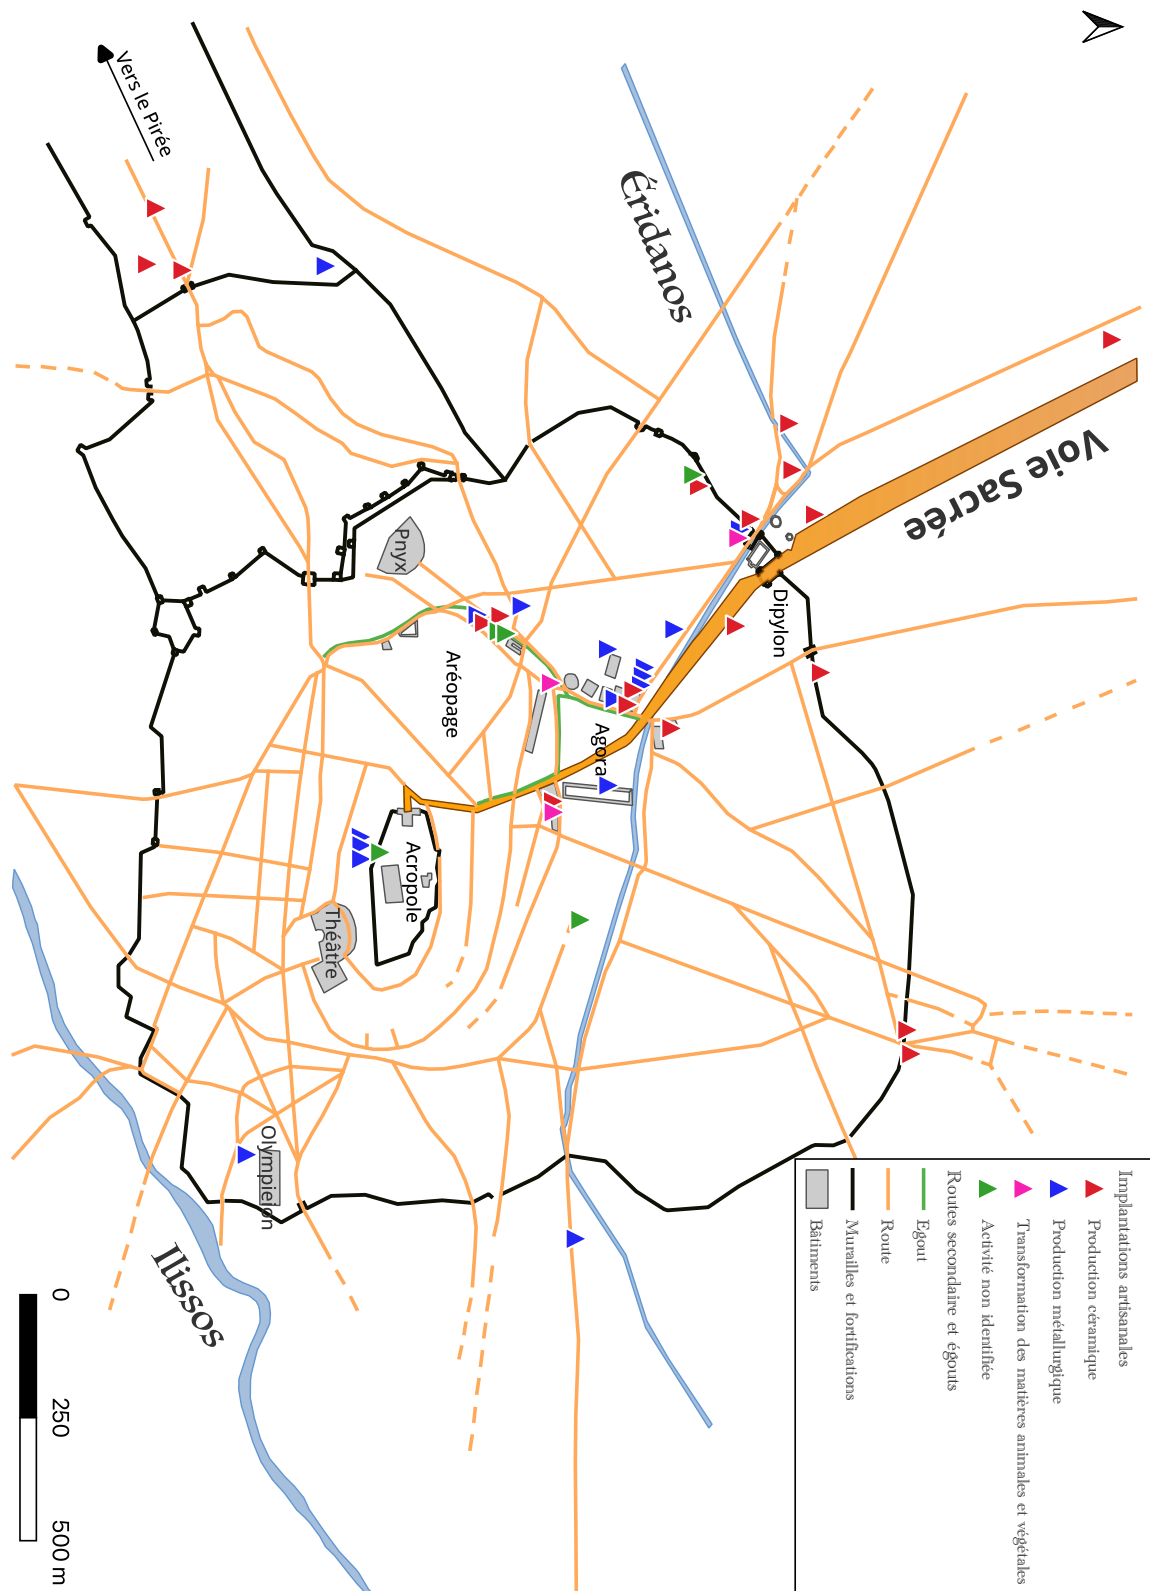 Vers le Pirée
Éridanos
Voie Sacrée
Dipylon
Pnyx
Aréopage
Agora
Acropole
Théâtre
Olympieion
Ilissos
Implantations artisanales
Production céramique
Production métallurgique
Transformation des matières animales et végétales
Activité non identifiée
Routes secondaire et égouts
Egout
Route
Murailles et fortifications
Bâtiments
0 250 500 m